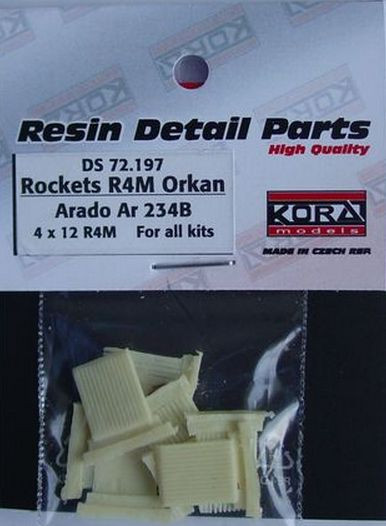 Resin Detail Parts
High Quality
DS 72.197
Rockets R4M Orkan
Arado Ar 234B
4 x 12 R4M For all kits
KORA
models
MADE IN CZECH REP.